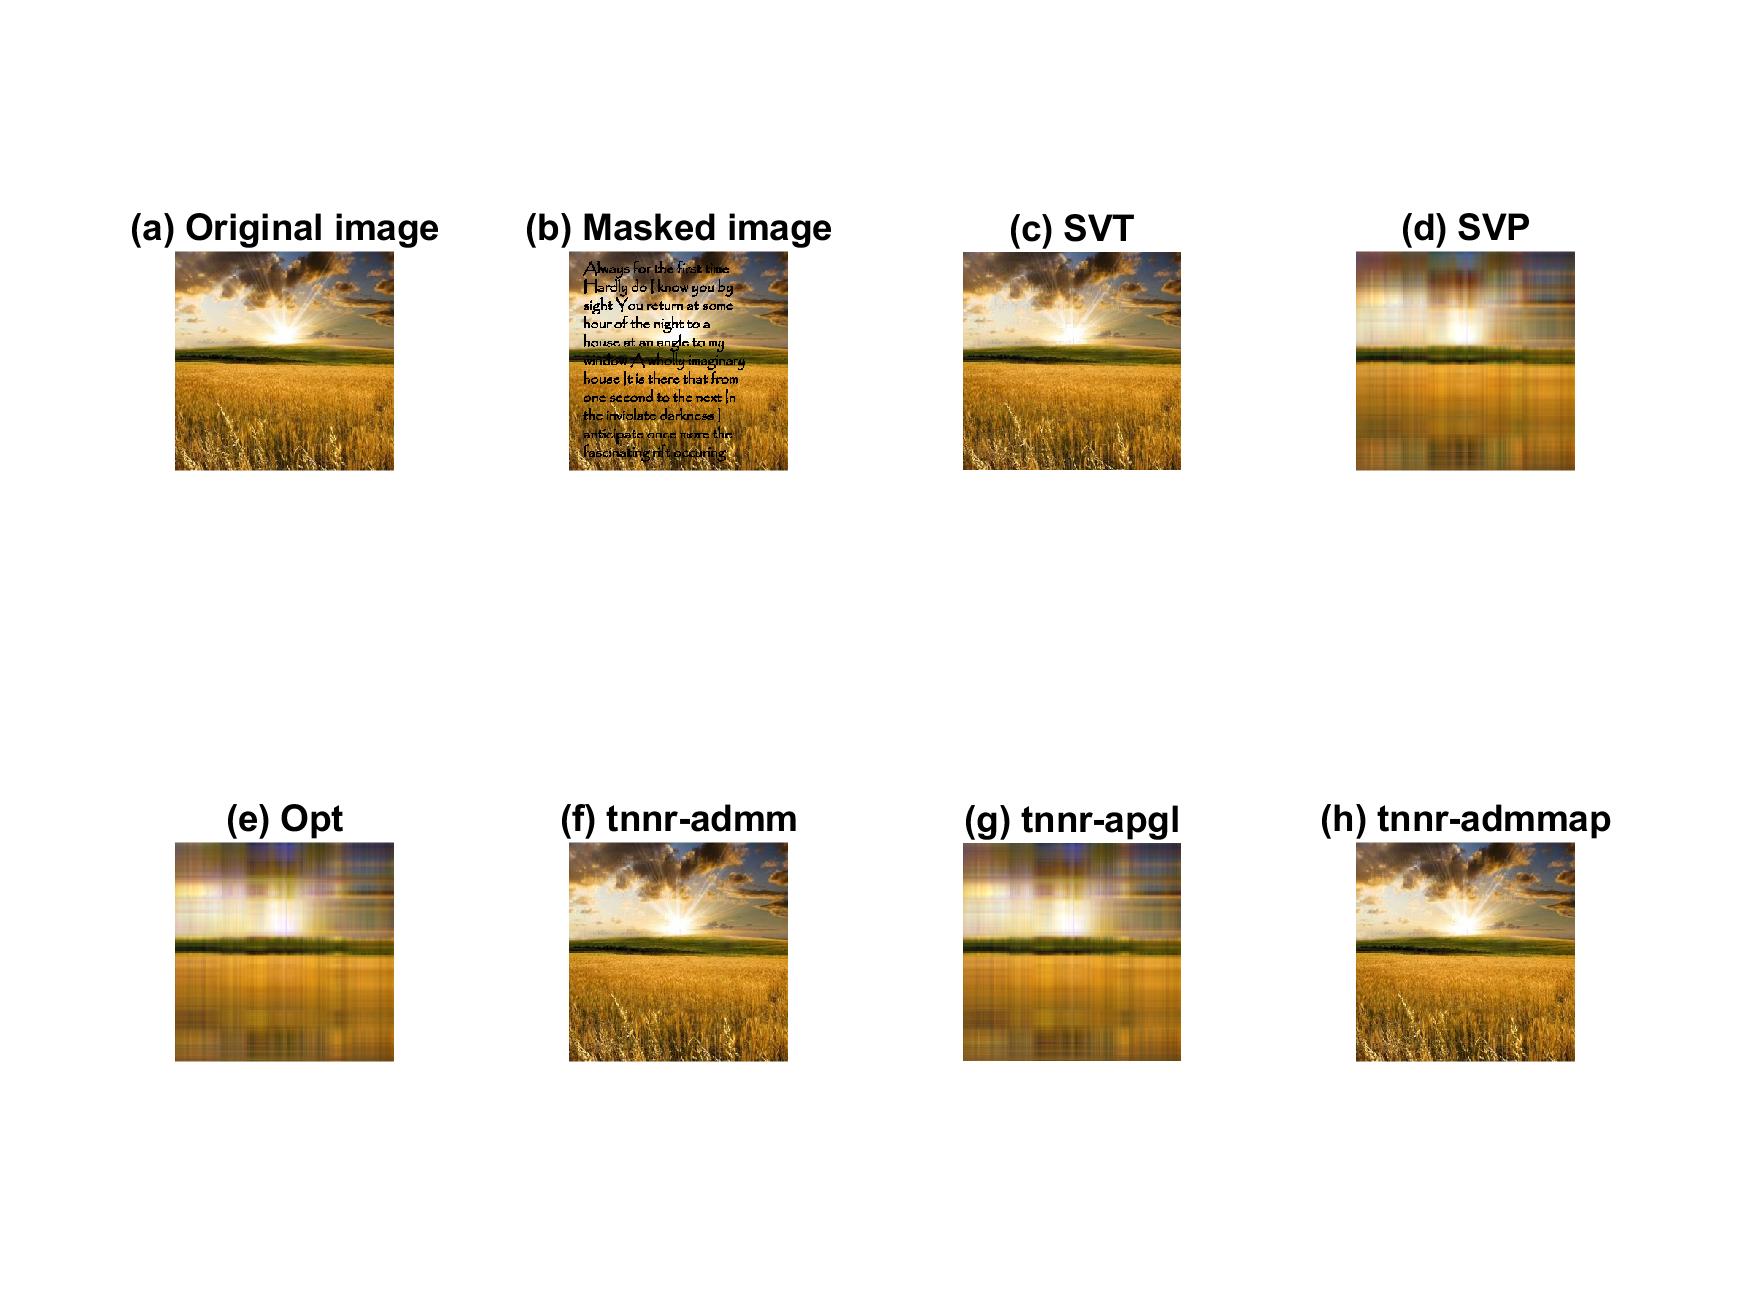 (a) Original image
(b) Masked image
(c) SVT
(d) SVP
Always for the first time
Hardly do I know you by
sight You return at some
hour of the night to a
house at an angle to my
window A wholly imaginary
house It is there that from
one second to the next In
the inviolate darkness I
anticipate once more the
fascinating rift occuring
(e) Opt
(f) tnnr-admm
(g) tnnr-apgl
(h) tnnr-admmap